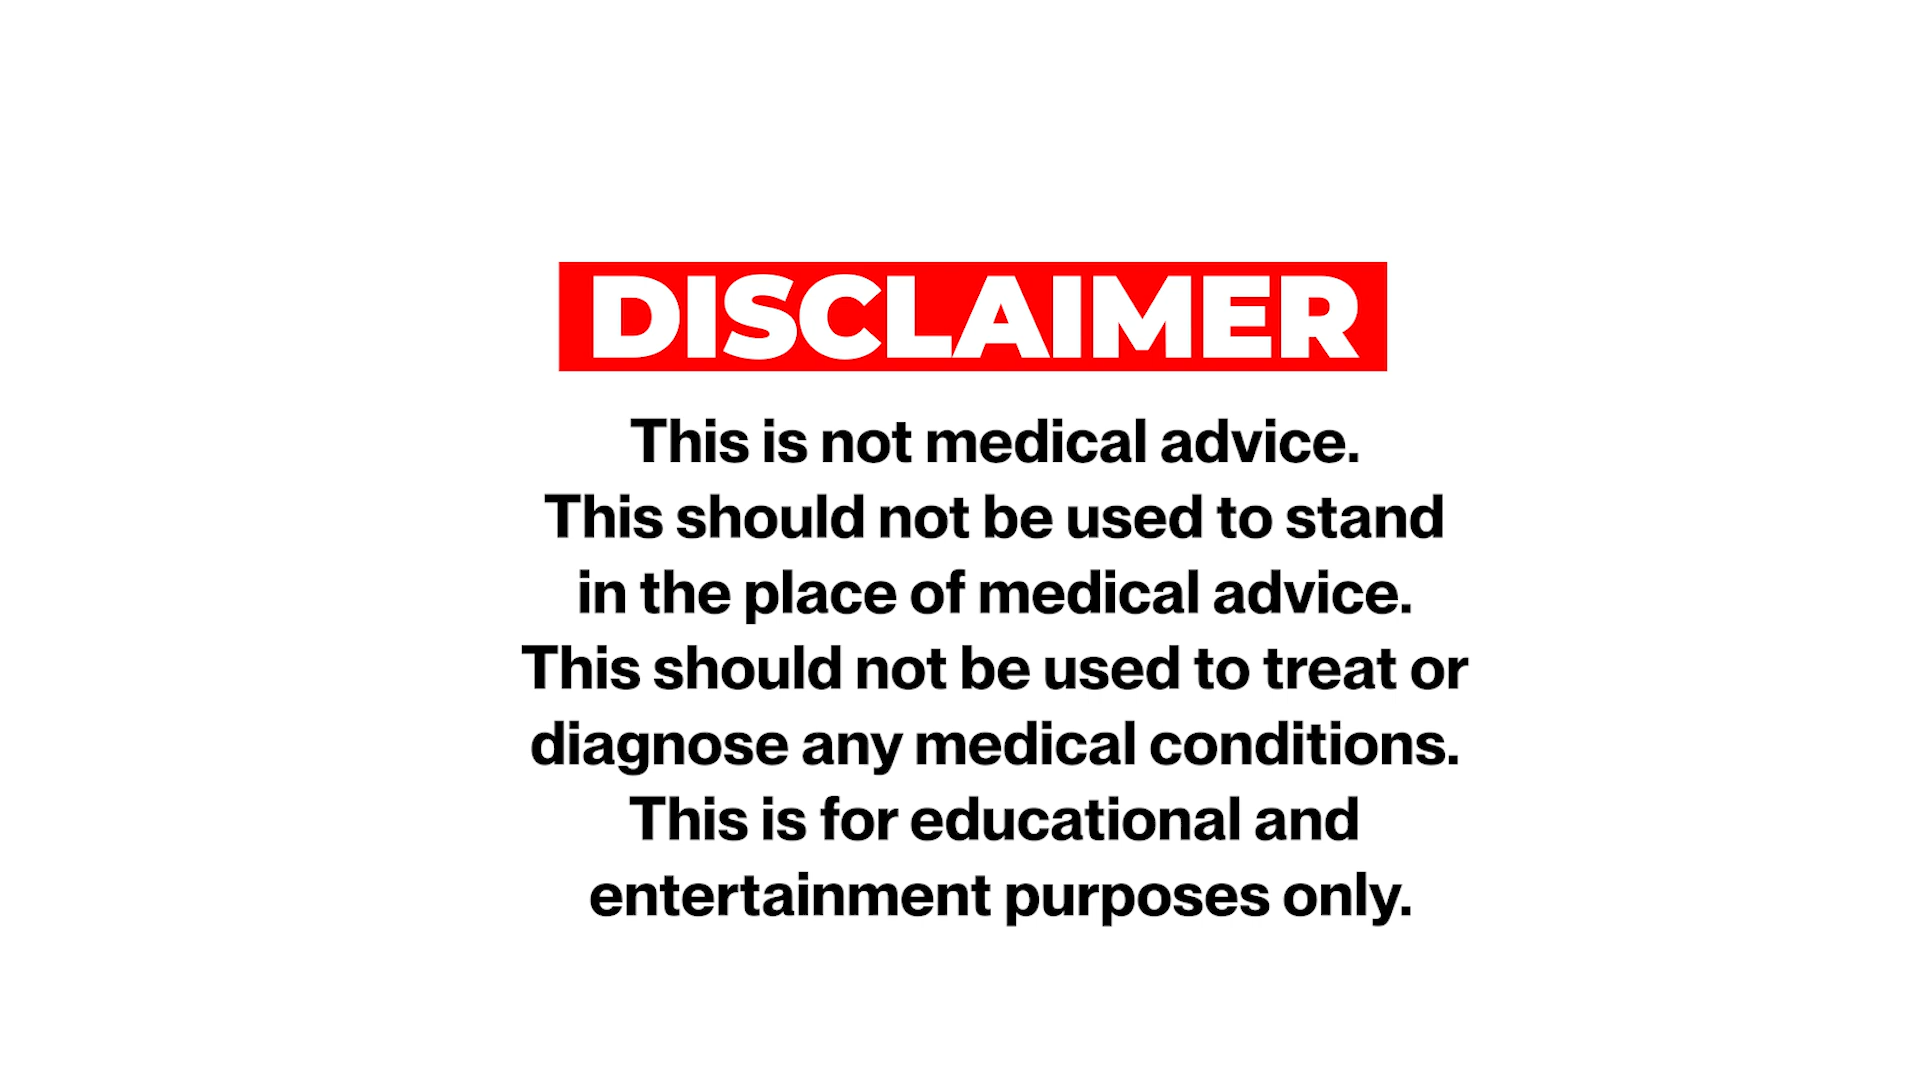 DISCLAIMER
This is not medical advice.
This should not be used to stand
in the place of medical advice.
This should not be used to treat or
diagnose any medical conditions.
This is for educational and
entertainment purposes only.